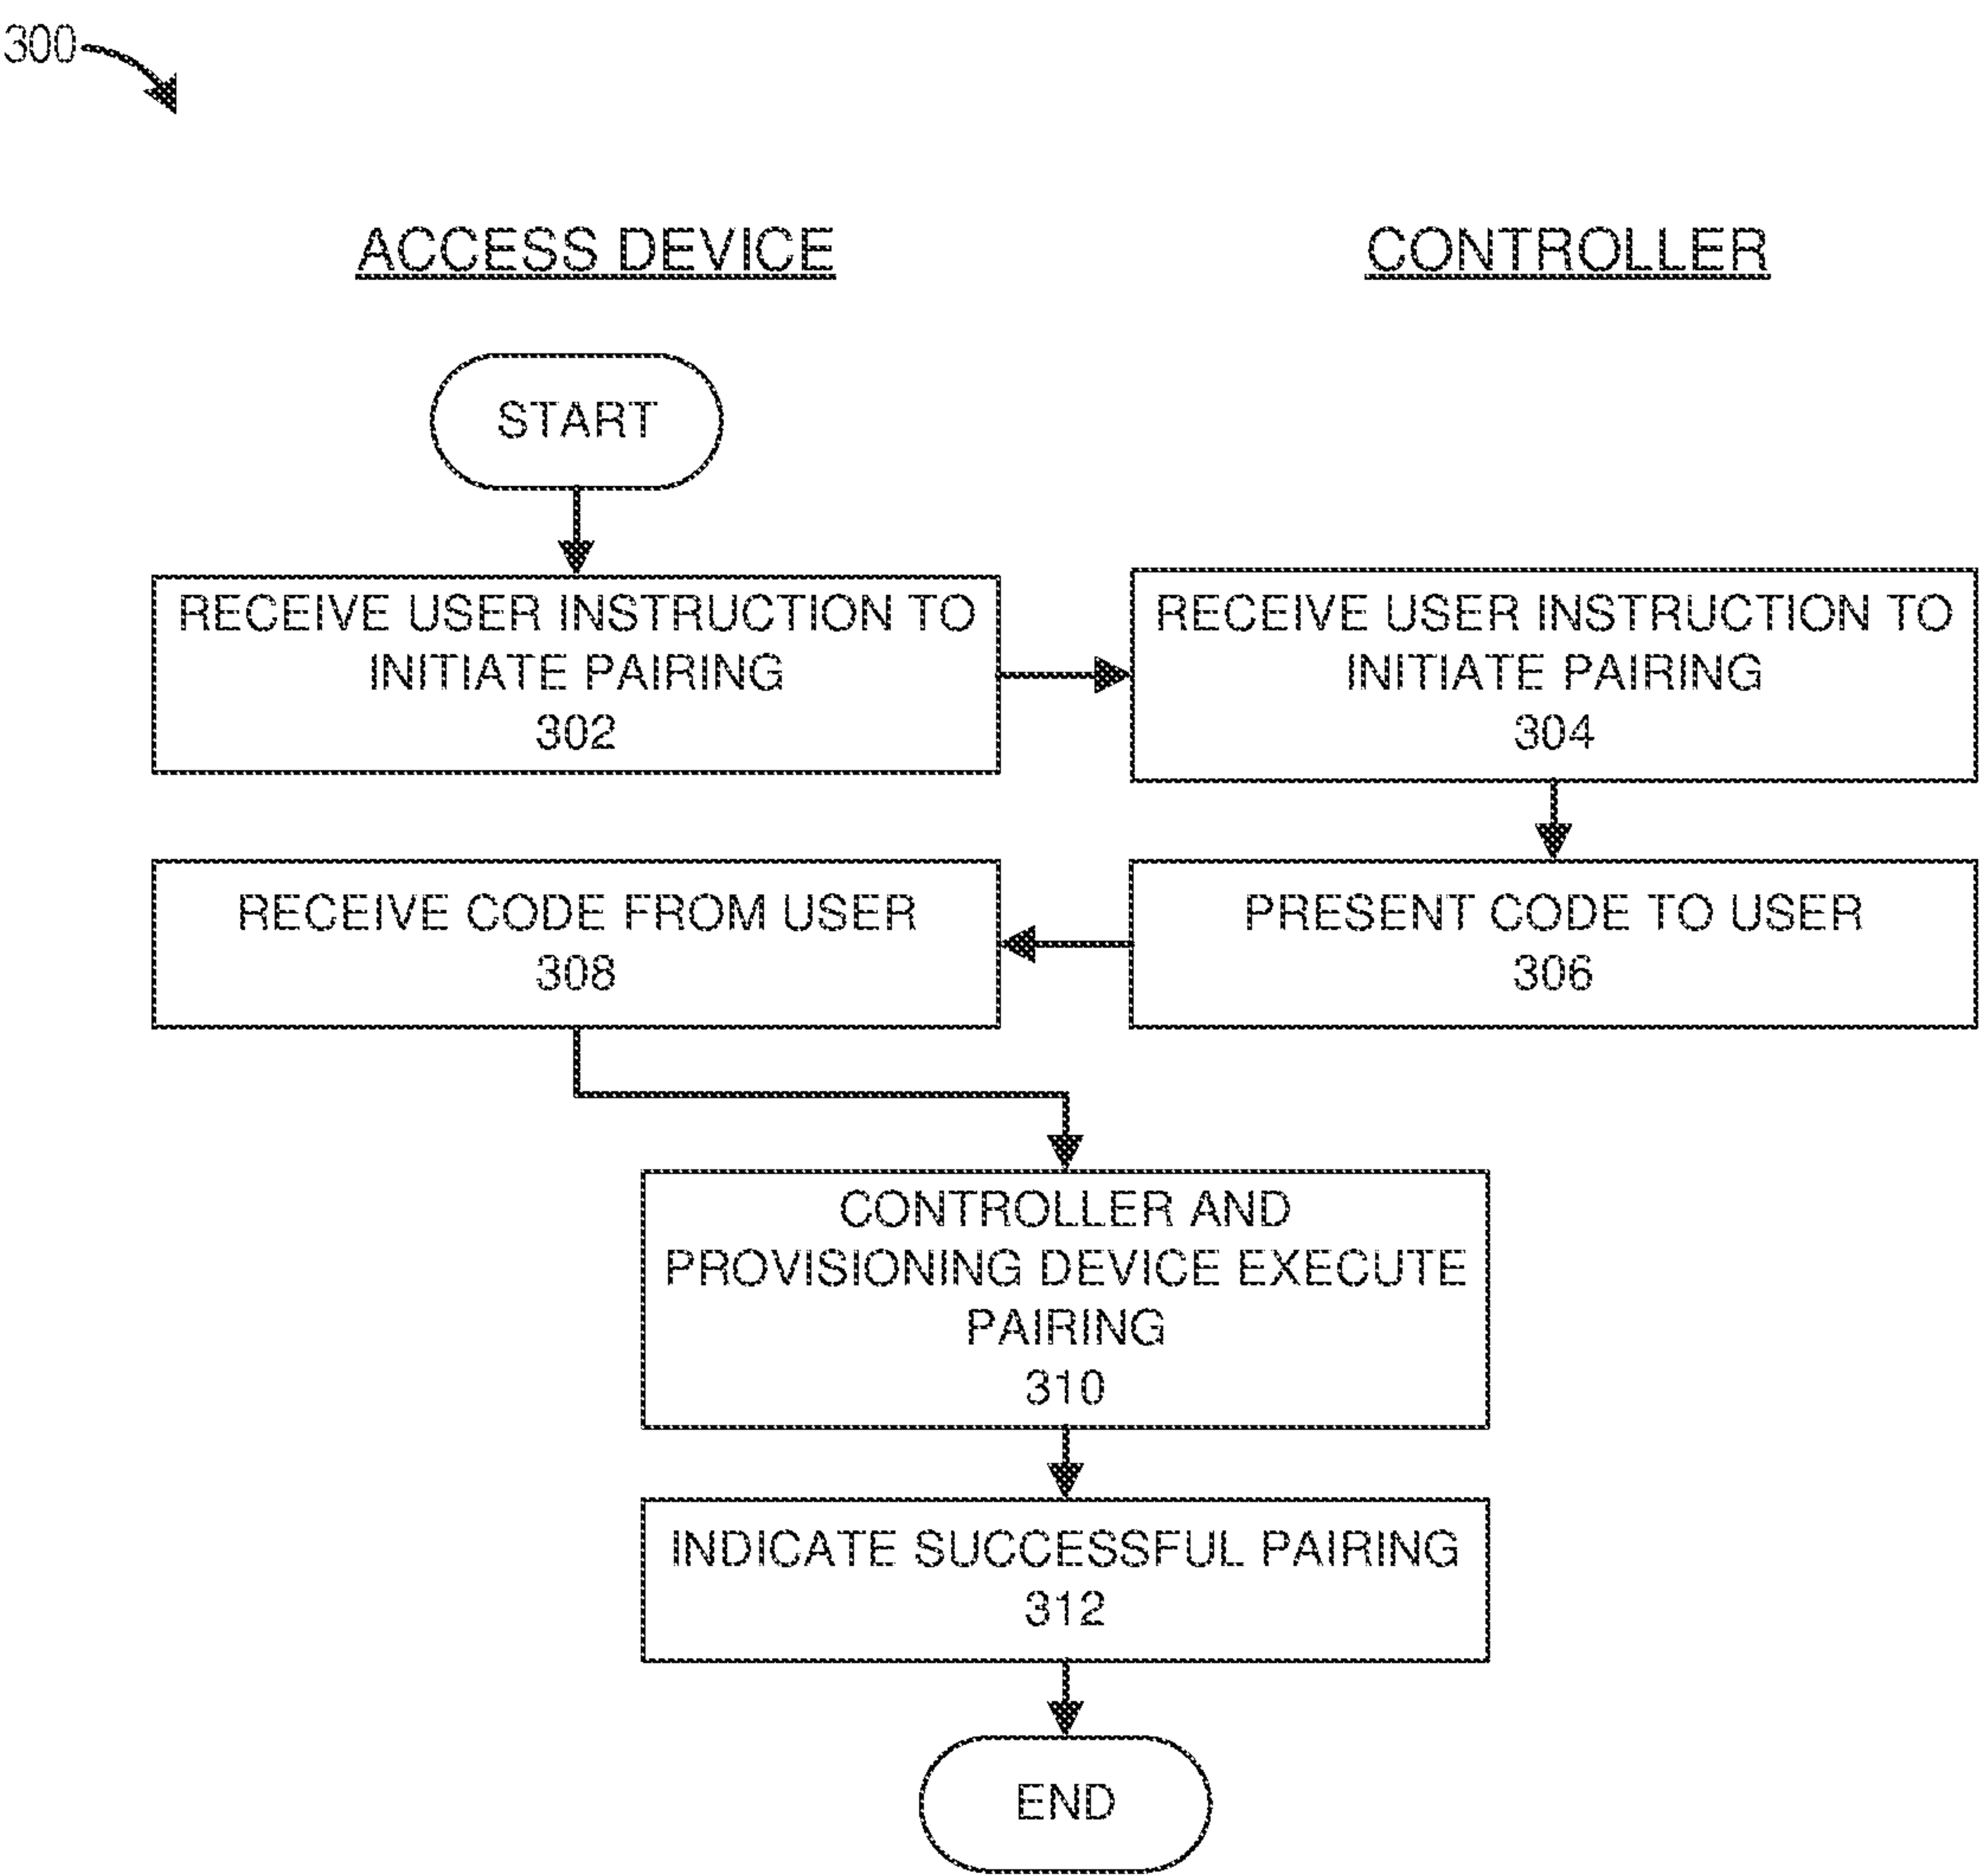 300
ACCESS DEVICE
CONTROLLER
START
RECEIVE USER INSTRUCTION TO
INITIATE PAIRING
302
RECEIVE USER INSTRUCTION TO
INITIATE PAIRING
304
PRESENT CODE TO USER
306
RECEIVE CODE FROM USER
308
CONTROLLER AND
PROVISIONING DEVICE EXECUTE
PAIRING
310
INDICATE SUCCESSFUL PAIRING
312
END